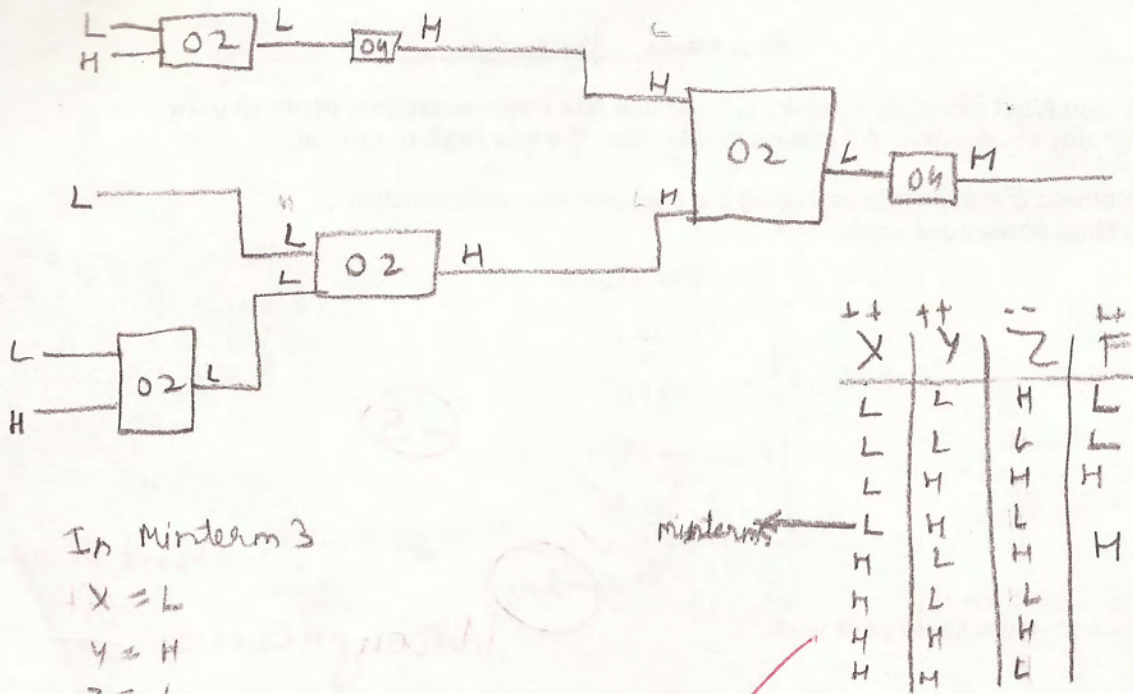 L L H
H 02 04
H
02 L 04 H
L H
L 02 H
L
L 02 L
H
++ ++ -- ++
X Y Z F
L L H L
L L L L
L H H H
Minterm L H L H
H L H
H L L
H H H
H H L
In Minterm 3
X = L
Y = H
Z = L